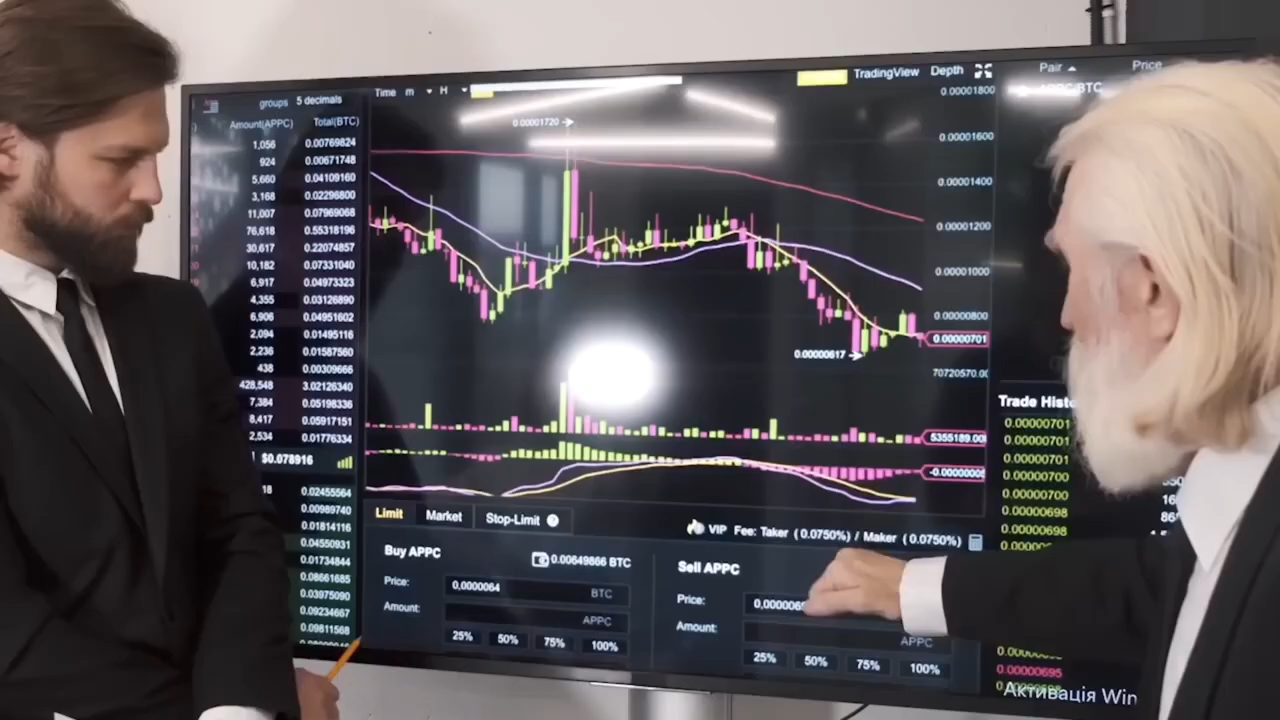 groups 5 decimals
Amount(APPC) Total(BTC)
1,056 0.00769824
924 0.00671748
5,660 0.04109160
3,168 0.02296800
11,007 0.07969068
76,618 0.55318196
30,617 0.22074857
10,182 0.07331040
6,917 0.04973323
4,355 0.03126890
6,906 0.04951602
2,094 0.01495116
2,236 0.01587560
438 0.00309666
428,548 3.02126340
7,384 0.05198336
8,417 0.05917151
2,534 0.01776334
$0.078916
18 0.02455564
0.00989740
0.01814116
0.04550931
0.01734844
0.08661685
0.03975090
0.09234667
0.09811568
Time m H
TradingView Depth
0.00001720
0.00000617
0.00001800
0.00001600
0.00001400
0.00001200
0.00001000
0.00000800
0.00000701
70720570.00
5355189.00
-0.0000000
Limit Market Stop-Limit
VIP Fee: Taker (0.0750%) / Maker (0.0750%)
Buy APPC 0.00649866 BTC
Price: 0,0000064 BTC
Amount: APPC
25% 50% 75% 100%
Sell APPC
Price: 0,000006
Amount: APPC
25% 50% 75% 100%
Pair Price
APPC/BTC
Trade Histo
0.00000701
0.00000701
0.00000701
0.00000700
0.00000700
0.00000698
0.00000698
0.00000695
Активація Win